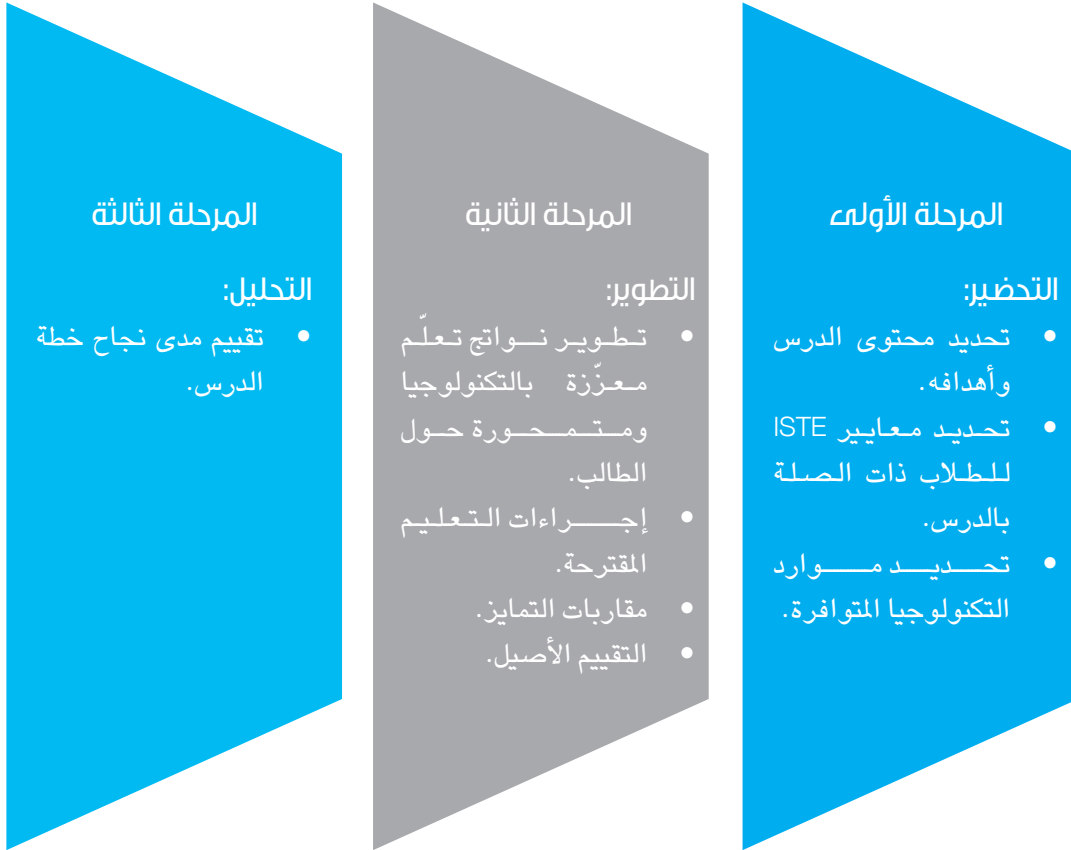 المرحلة الأولى
التحضير:
• تحديد محتوى الدرس
وأهدافه.
• تحديد معايير ISTE
للطلاب ذات الصلة
بالدرس.
• تحديد موارد
التكنولوجيا المتوافرة.
المرحلة الثانية
التطوير:
• تطوير نواتج تعلّم
معزّزة بالتكنولوجيا
ومتمحورة حول
الطالب.
• إجراءات التعليم
المقترحة.
• مقاربات التمايز.
• التقييم الأصيل.
المرحلة الثالثة
التحليل:
• تقييم مدى نجاح خطة
الدرس.